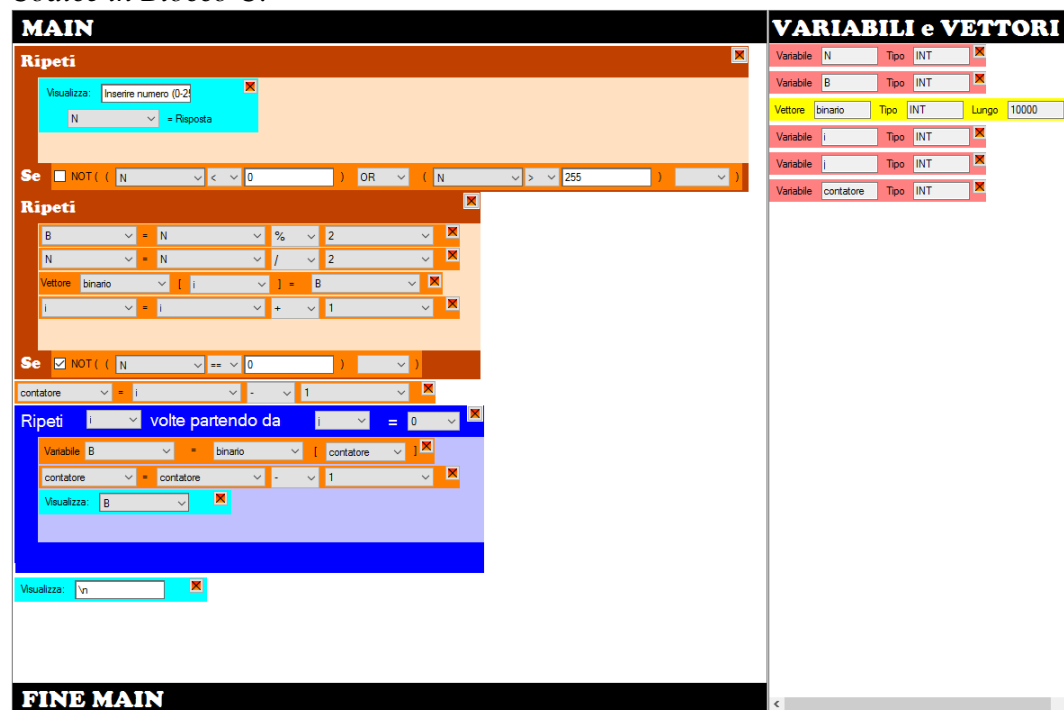 MAIN
Ripeti
Visualizza: Inserire numero (0-25
N = Risposta
Se NOT ( ( N < 0 ) OR ( N > 255 ) )
Ripeti
B = N % 2
N = N / 2
Vettore binario [ i ] = B
i = i + 1
Se NOT ( ( N == 0 ) )
contatore = i - 1
Ripeti i volte partendo da i = 0
Variabile B = binario [ contatore ]
contatore = contatore - 1
Visualizza: B
Visualizza: \n
FINE MAIN
VARIABILI e VETTORI
Variabile N Tipo INT
Variabile B Tipo INT
Vettore binario Tipo INT Lungo 10000
Variabile i Tipo INT
Variabile j Tipo INT
Variabile contatore Tipo INT